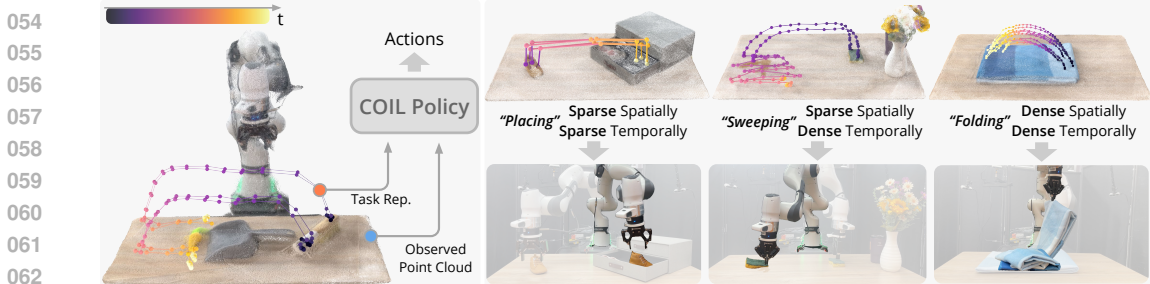 054
055
056
057
058
059
060
061
062
t
Actions
COIL Policy
Task Rep.
Observed
Point Cloud
“Placing”
Sparse Spatially
Sparse Temporally
“Sweeping”
Sparse Spatially
Dense Temporally
“Folding”
Dense Spatially
Dense Temporally